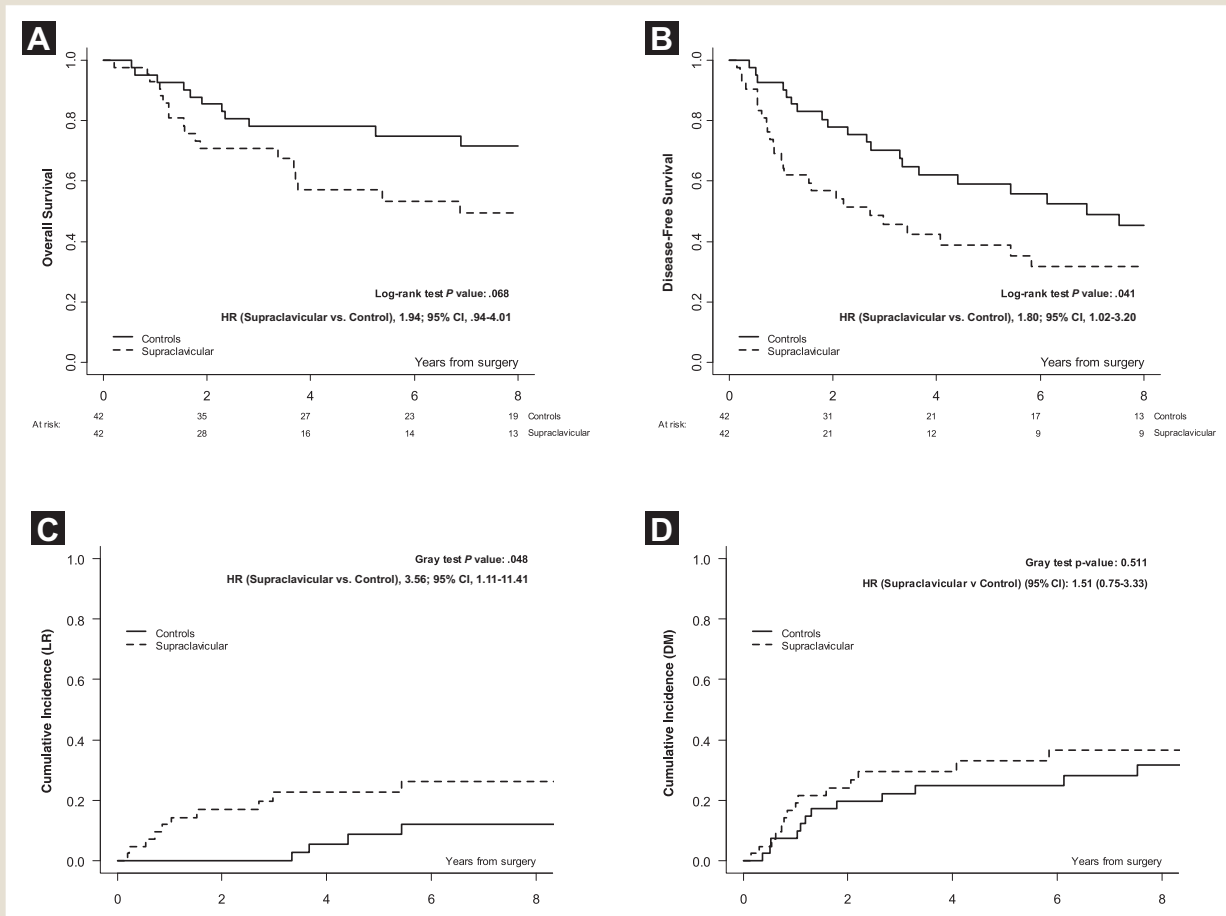 A
Overall Survival
1.0
0.8
0.6
0.4
0.2
0.0
Log-rank test P value: .068
HR (Supraclavicular vs. Control), 1.94; 95% CI, .94-4.01
Controls
Supraclavicular
Years from surgery
0 2 4 6 8
At risk:
42 35 27 23 19 Controls
42 28 16 14 13 Supraclavicular
B
Disease-Free Survival
1.0
0.8
0.6
0.4
0.2
0.0
Log-rank test P value: .041
HR (Supraclavicular vs. Control), 1.80; 95% CI, 1.02-3.20
Controls
Supraclavicular
Years from surgery
0 2 4 6 8
At risk:
42 31 21 17 13 Controls
42 21 12 9 9 Supraclavicular
C
Cumulative Incidence (LR)
1.0
0.8
0.6
0.4
0.2
0.0
Gray test P value: .048
HR (Supraclavicular vs. Control), 3.56; 95% CI, 1.11-11.41
Controls
Supraclavicular
Years from surgery
0 2 4 6 8
D
Cumulative Incidence (DM)
1.0
0.8
0.6
0.4
0.2
0.0
Gray test p-value: 0.511
HR (Supraclavicular v Control) (95% CI): 1.51 (0.75-3.33)
Controls
Supraclavicular
Years from surgery
0 2 4 6 8